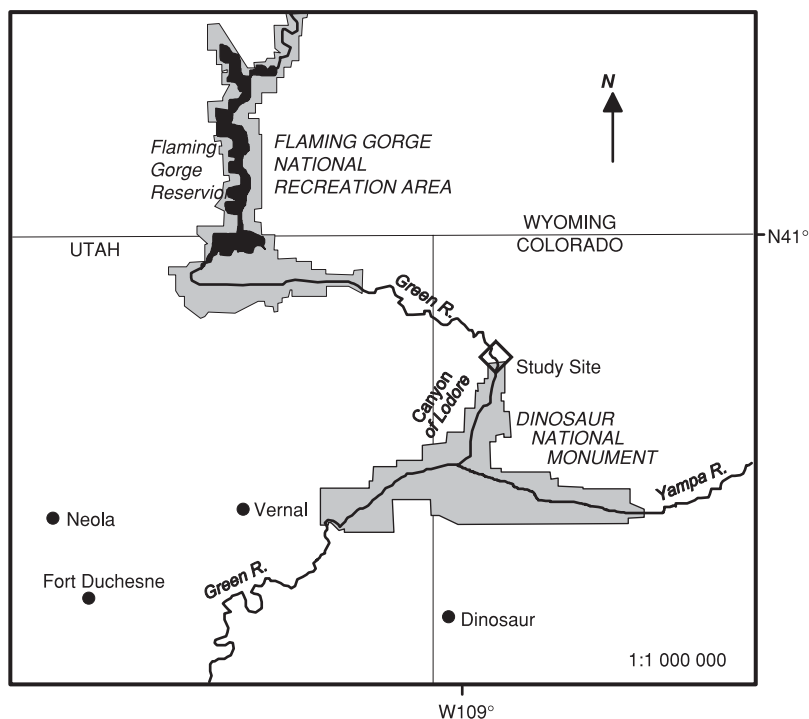 N
Flaming
Gorge
Reservio
FLAMING GORGE
NATIONAL
RECREATION AREA
WYOMING
UTAH
COLORADO
N41°
Green R.
Study Site
Canyon
of Lodore
DINOSAUR
NATIONAL
MONUMENT
Yampa R.
Neola
Vernal
Fort Duchesne
Green R.
Dinosaur
1:1 000 000
W109°